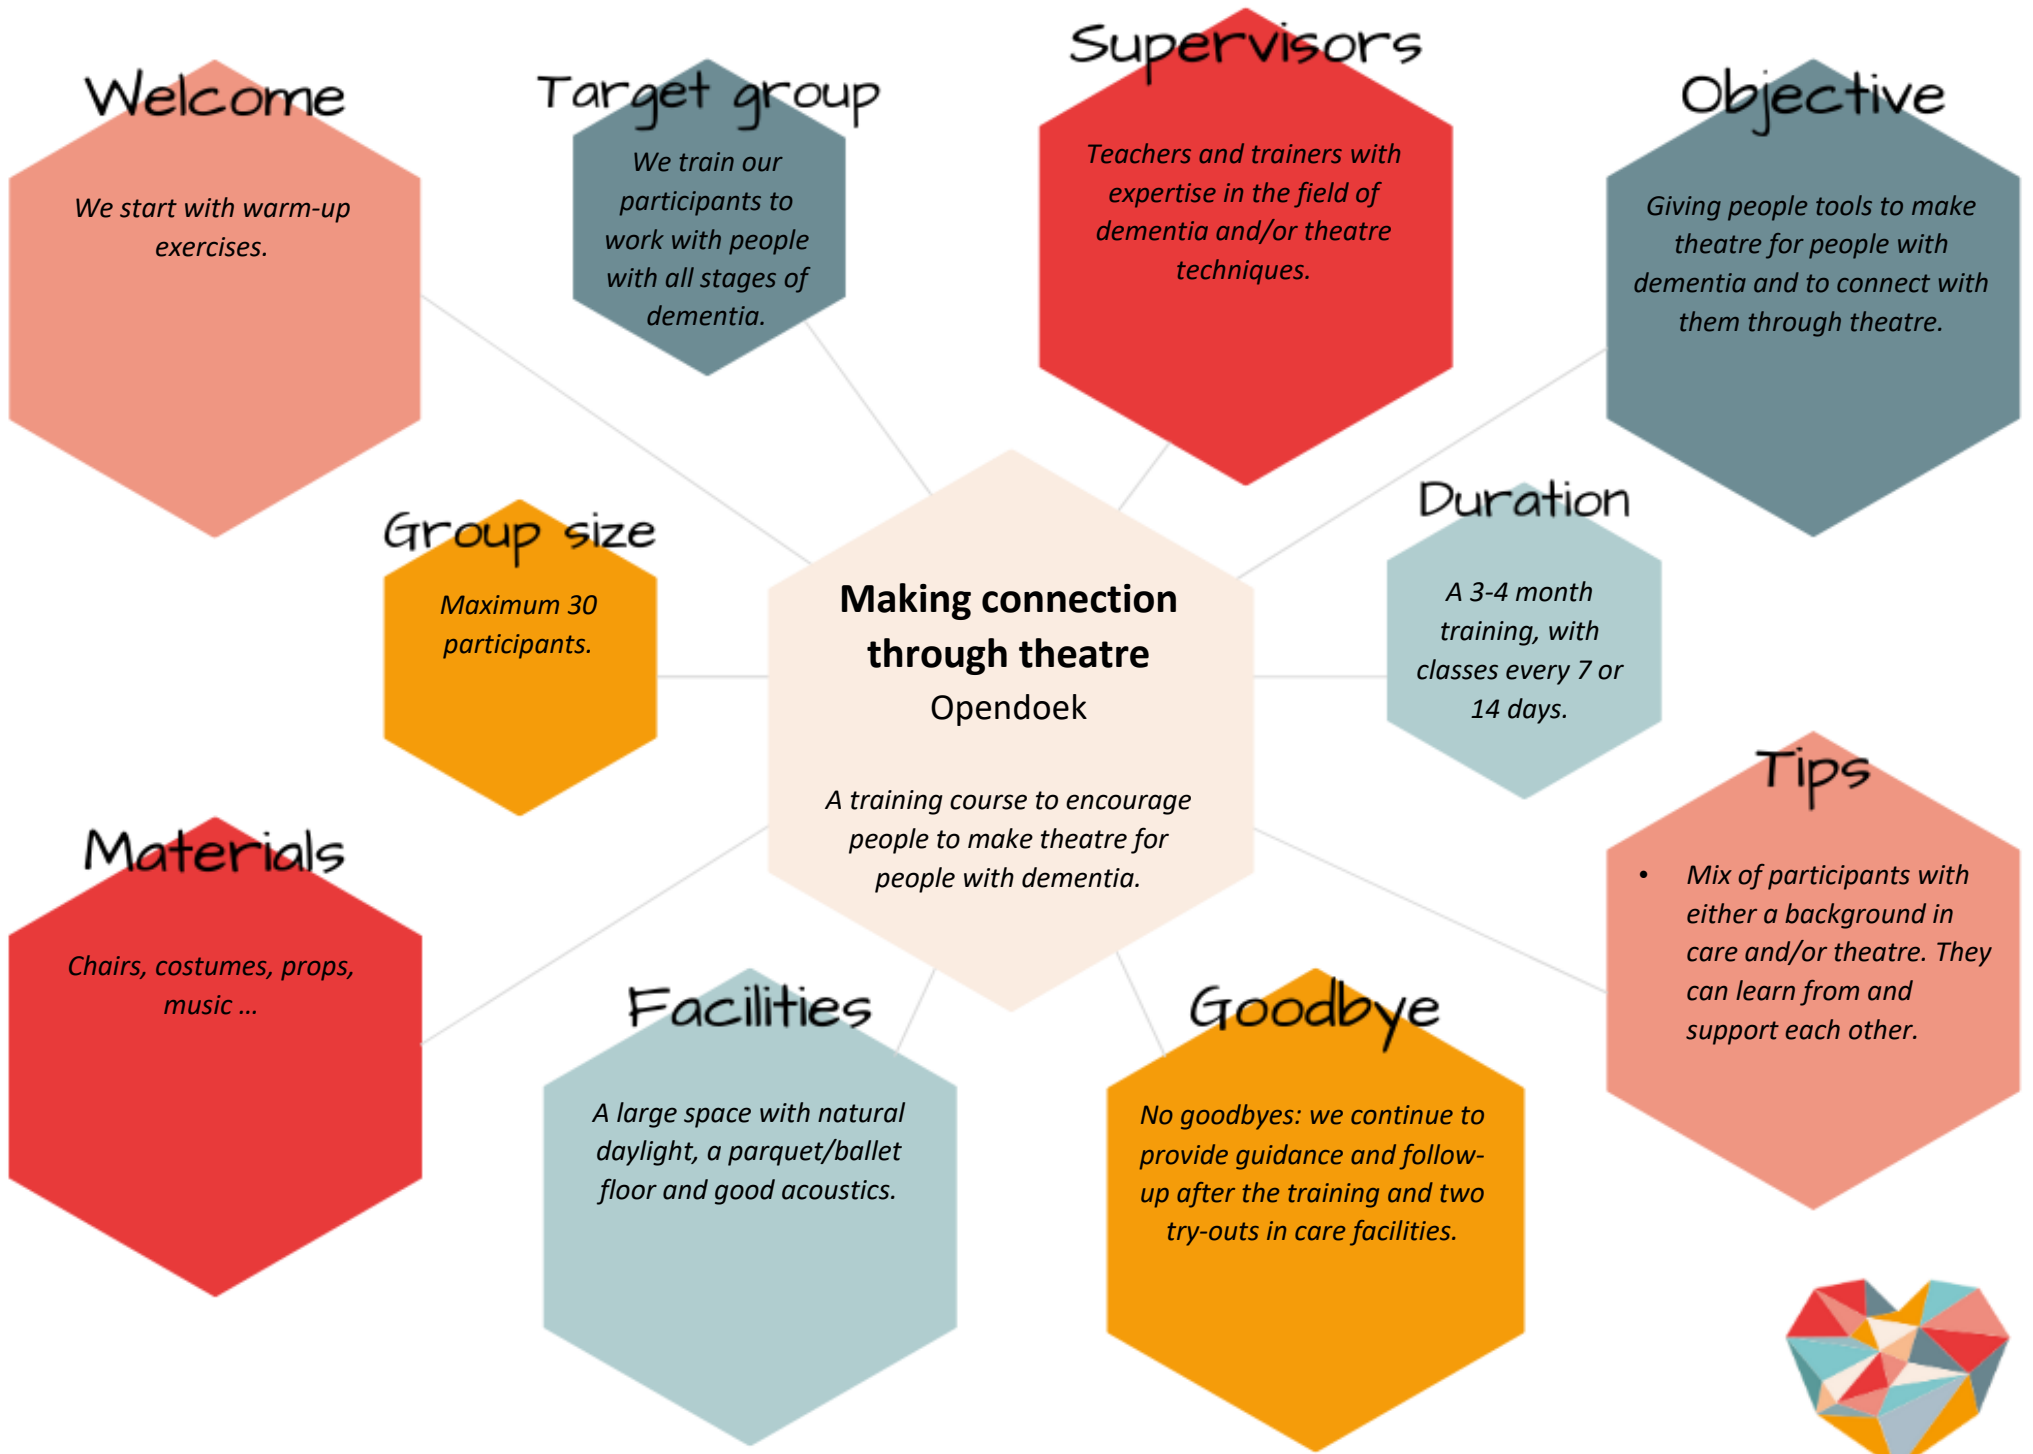 Welcome
We start with warm-up
exercises.
Target group
We train our
participants to
work with people
with all stages of
dementia.
Supervisors
Teachers and trainers with
expertise in the field of
dementia and/or theatre
techniques.
Objective
Giving people tools to make
theatre for people with
dementia and to connect with
them through theatre.
Group size
Maximum 30
participants.
Making connection
through theatre
Opendoek
A training course to encourage
people to make theatre for
people with dementia.
Duration
A 3-4 month
training, with
classes every 7 or
14 days.
Materials
Chairs, costumes, props,
music ...
Facilities
A large space with natural
daylight, a parquet/ballet
floor and good acoustics.
Goodbye
No goodbyes: we continue to
provide guidance and follow-
up after the training and two
try-outs in care facilities.
Tips
• Mix of participants with
either a background in
care and/or theatre. They
can learn from and
support each other.